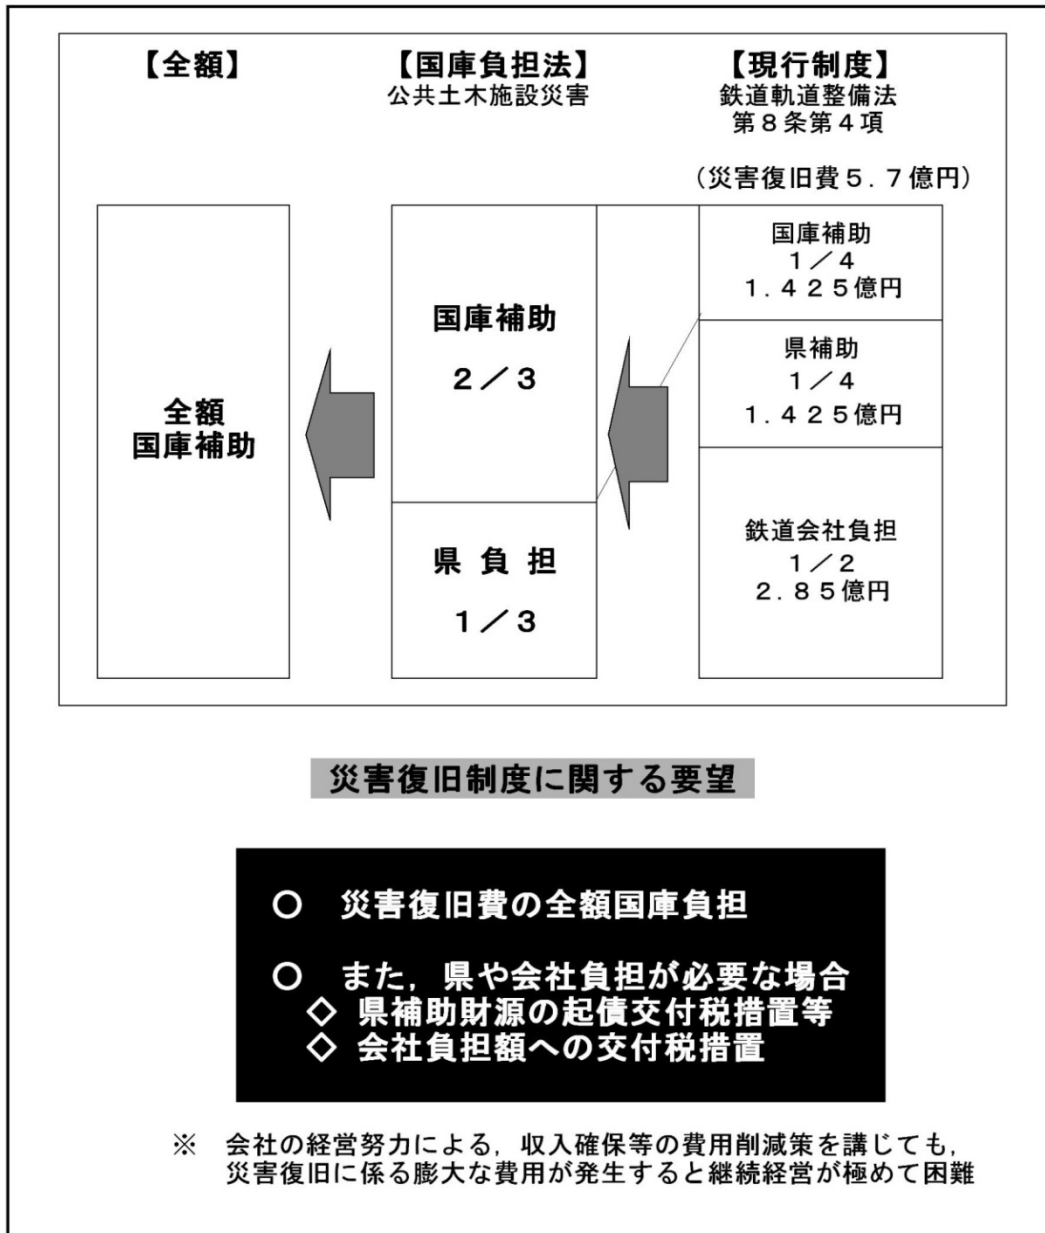 【全額】
【国庫負担法】
公共土木施設災害
【現行制度】
鉄道軌道整備法
第８条第４項
（災害復旧費５．７億円）
全額
国庫補助
国庫補助
２／３
県 負 担
１／３
国庫補助
１／４
１．４２５億円
県補助
１／４
１．４２５億円
鉄道会社負担
１／２
２．８５億円
災害復旧制度に関する要望
○　災害復旧費の全額国庫負担
○　また，県や会社負担が必要な場合
◇ 県補助財源の起債交付税措置等
◇ 会社負担額への交付税措置
※　会社の経営努力による，収入確保等の費用削減策を講じても，
災害復旧に係る膨大な費用が発生すると継続経営が極めて困難